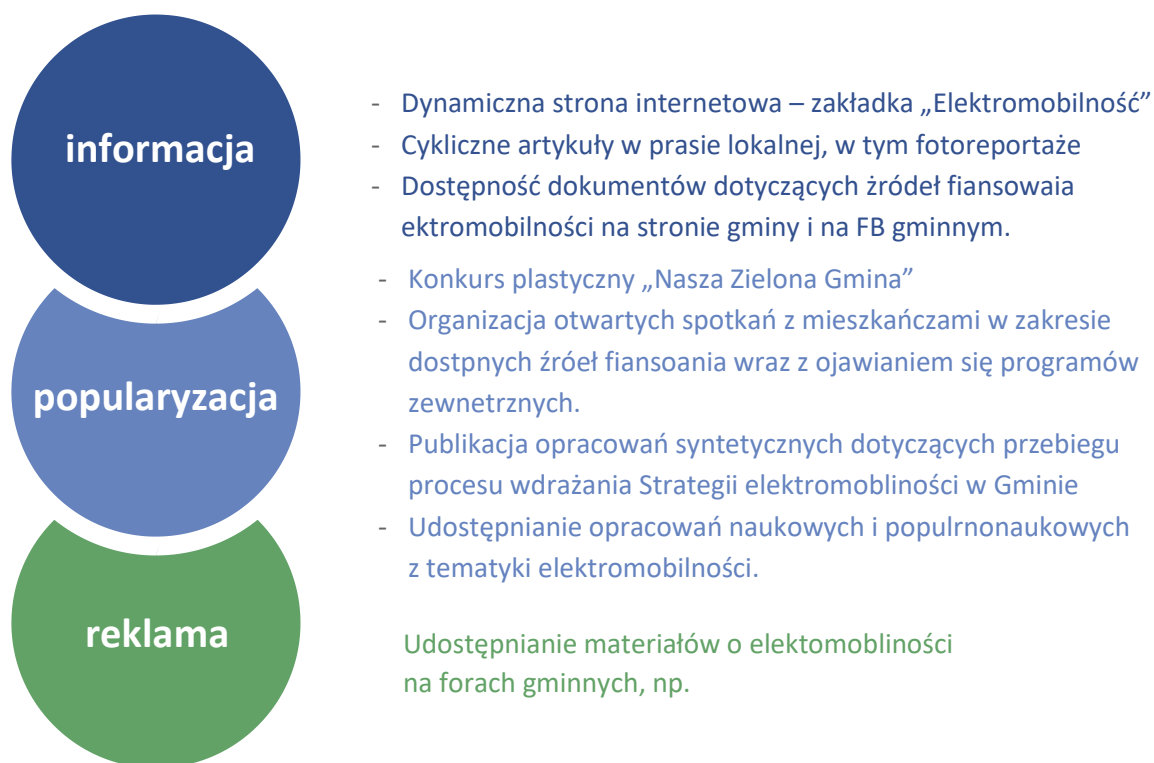 informacja
- Dynamiczna strona internetowa – zakładka „Elektromobilność”
- Cykliczne artykuły w prasie lokalnej, w tym fotoreportaże
- Dostępność dokumentów dotyczących żródeł fiansowaia
ektromobilności na stronie gminy i na FB gminnym.
popularyzacja
- Konkurs plastyczny „Nasza Zielona Gmina”
- Organizacja otwartych spotkań z mieszkańczami w zakresie
dostpnych źróeł fiansoania wraz z ojawianiem się programów
zewnetrznych.
- Publikacja opracowań syntetycznych dotyczących przebiegu
procesu wdrażania Strategii elektromobliności w Gminie
- Udostępnianie opracowań naukowych i populrnonaukowych
z tematyki elektromobilności.
reklama
Udostępnianie materiałów o elektomobliności
na forach gminnych, np.